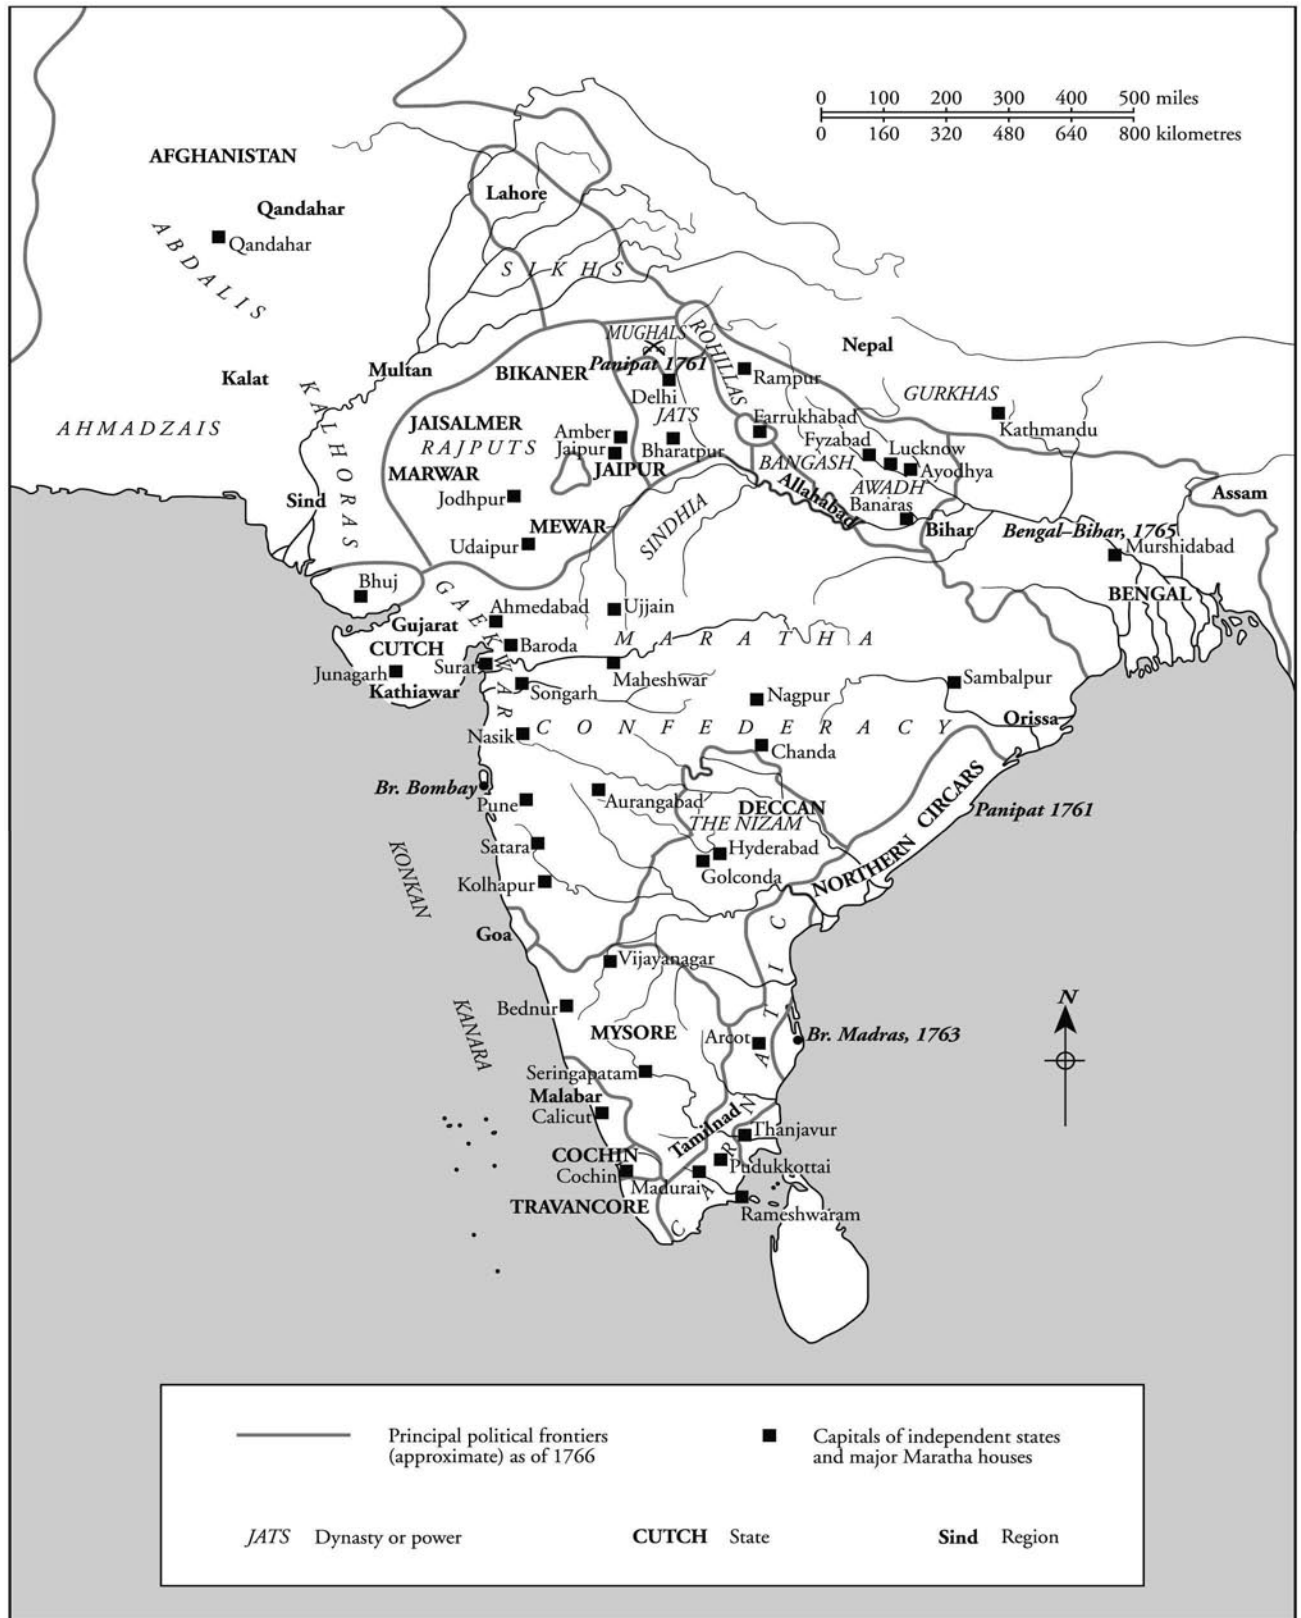 0 100 200 300 400 500 miles
0 160 320 480 640 800 kilometres
AFGHANISTAN
Lahore
Qandahar
Qandahar
ABDALIS
SIKHS
MUGHALS
ROHILLAS
Nepal
Panipat 1761
Multan
BIKANER
Rampur
Kalat
Delhi
GURKHAS
KALHORAS
JAISALMER
JATS
Farrukhabad
Kathmandu
AHMADZAIS
RAJPUTS
Amber
Jaipur
Bharatpur
Fyzabad
Lucknow
BANGASH
Ayodhya
JAIPUR
MARWAR
AWADH
Allahabad
Assam
Sind
Jodhpur
SINDHIA
Banaras
MEWAR
Bihar
Bengal–Bihar, 1765
Udaipur
Murshidabad
Bhuj
BENGAL
GAEKWAR
Ahmedabad
Ujjain
Gujarat
MARATHA
CUTCH
Baroda
Junagarh
Surat
Maheshwar
Sambalpur
Kathiawar
Songarh
Nagpur
Orissa
Nasik
CONFEDERACY
Chanda
Br. Bombay
Pune
Aurangabad
DECCAN
THE NIZAM
NORTHERN CIRCARS
Panipat 1761
Satara
Hyderabad
Golconda
KONKAN
Kolhapur
Goa
Vijayanagar
CARNATIC
KANARA
Bednur
MYSORE
Arcot
Br. Madras, 1763
N
Seringapatam
Malabar
Calicut
Tamilnad
Thanjavur
COCHIN
Cochin
Pudukkottai
Madurai
TRAVANCORE
Rameshwaram
Principal political frontiers
(approximate) as of 1766
Capitals of independent states
and major Maratha houses
JATS Dynasty or power
CUTCH State
Sind Region